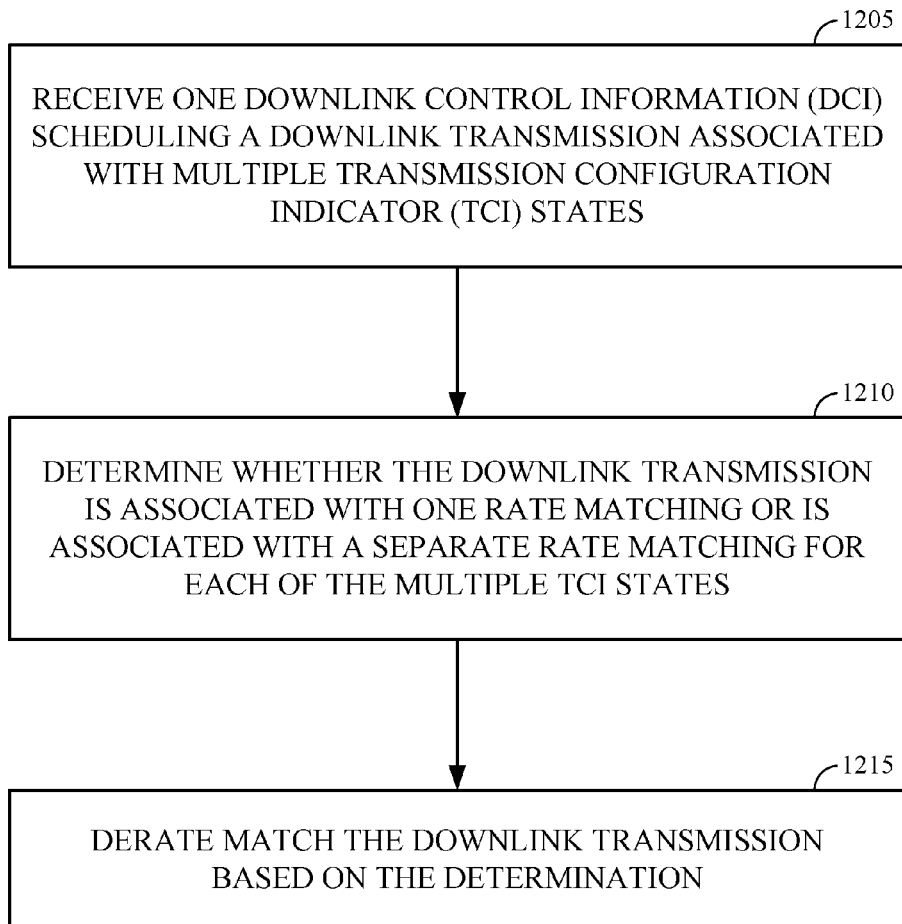 1205
RECEIVE ONE DOWNLINK CONTROL INFORMATION (DCI)
SCHEDULING A DOWNLINK TRANSMISSION ASSOCIATED
WITH MULTIPLE TRANSMISSION CONFIGURATION
INDICATOR (TCI) STATES
1210
DETERMINE WHETHER THE DOWNLINK TRANSMISSION
IS ASSOCIATED WITH ONE RATE MATCHING OR IS
ASSOCIATED WITH A SEPARATE RATE MATCHING FOR
EACH OF THE MULTIPLE TCI STATES
1215
DERATE MATCH THE DOWNLINK TRANSMISSION
BASED ON THE DETERMINATION